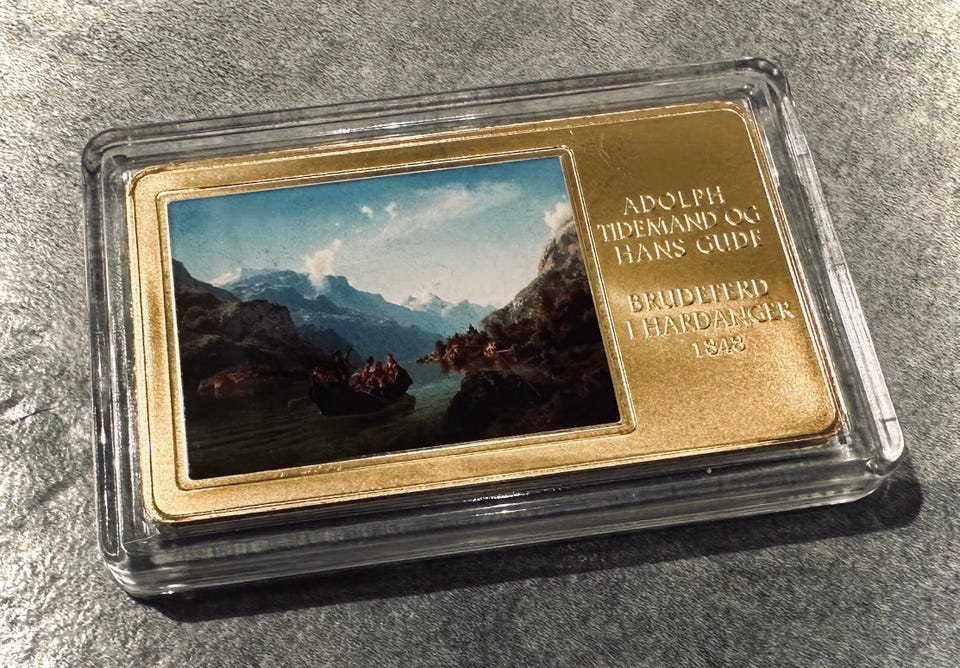 ADOLPH
TIDEMAND OG
HANS GUDE
BRUDEFERD
I HARDANGER
1848